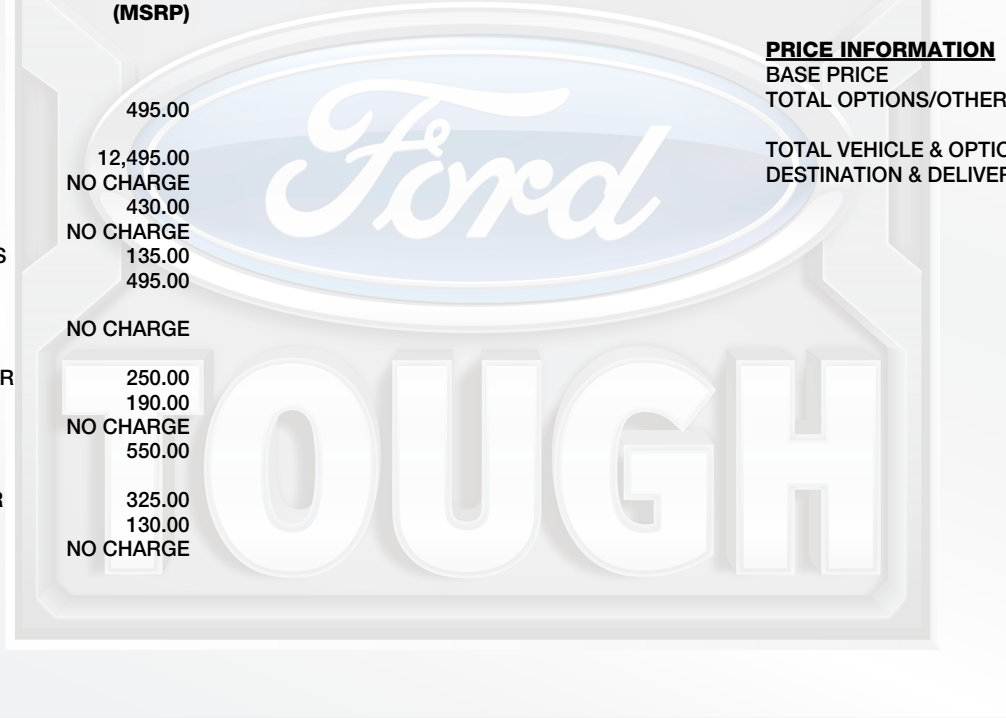 (MSRP)
495.00
12,495.00
NO CHARGE
430.00
NO CHARGE
S 135.00
495.00
NO CHARGE
R 250.00
190.00
NO CHARGE
550.00
R 325.00
130.00
NO CHARGE
PRICE INFORMATION
BASE PRICE
TOTAL OPTIONS/OTHER
TOTAL VEHICLE & OPTIO
DESTINATION & DELIVER
Ford
TOUGH